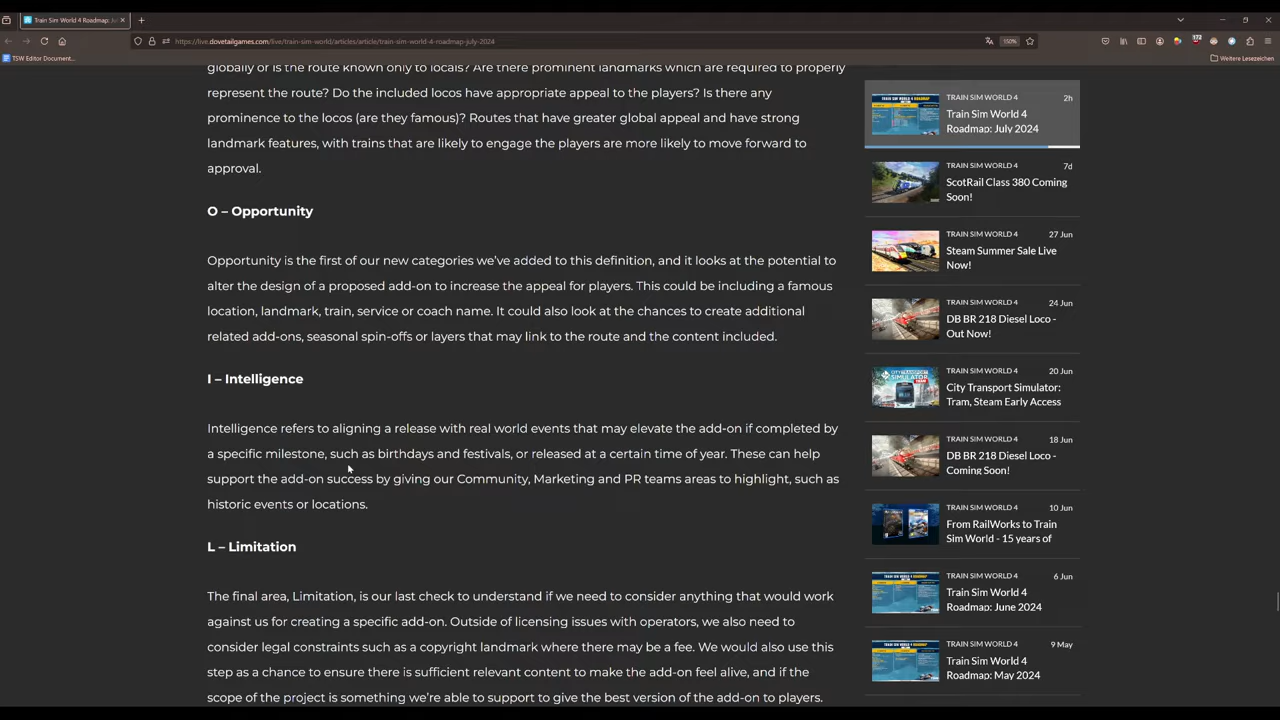 Train Sim World 4 Roadmap: Ju
https://live.dovetailgames.com/live/train-sim-world/articles/article/train-sim-world-4-roadmap-july-2024
150%
172
TSW Editor Document...
Weitere Lesezeichen
globally or is the route known only to locals? Are there prominent landmarks which are required to properly
represent the route? Do the included locos have appropriate appeal to the players? Is there any
prominence to the locos (are they famous)? Routes that have greater global appeal and have strong
landmark features, with trains that are likely to engage the players are more likely to move forward to
approval.
O – Opportunity
Opportunity is the first of our new categories we've added to this definition, and it looks at the potential to
alter the design of a proposed add-on to increase the appeal for players. This could be including a famous
location, landmark, train, service or coach name. It could also look at the chances to create additional
related add-ons, seasonal spin-offs or layers that may link to the route and the content included.
I – Intelligence
Intelligence refers to aligning a release with real world events that may elevate the add-on if completed by
a specific milestone, such as birthdays and festivals, or released at a certain time of year. These can help
support the add-on success by giving our Community, Marketing and PR teams areas to highlight, such as
historic events or locations.
L – Limitation
The final area, Limitation, is our last check to understand if we need to consider anything that would work
against us for creating a specific add-on. Outside of licensing issues with operators, we also need to
consider legal constraints such as a copyright landmark where there may be a fee. We would also use this
step as a chance to ensure there is sufficient relevant content to make the add-on feel alive, and if the
scope of the project is something we're able to support to give the best version of the add-on to players.
TRAIN SIM WORLD 4 2h
Train Sim World 4
Roadmap: July 2024
TRAIN SIM WORLD 4 7d
ScotRail Class 380 Coming
Soon!
TRAIN SIM WORLD 4 27 Jun
Steam Summer Sale Live
Now!
TRAIN SIM WORLD 4 24 Jun
DB BR 218 Diesel Loco -
Out Now!
TRAIN SIM WORLD 4 20 Jun
City Transport Simulator:
Tram, Steam Early Access
TRAIN SIM WORLD 4 18 Jun
DB BR 218 Diesel Loco -
Coming Soon!
TRAIN SIM WORLD 4 10 Jun
From RailWorks to Train
Sim World - 15 years of
TRAIN SIM WORLD 4 6 Jun
Train Sim World 4
Roadmap: June 2024
TRAIN SIM WORLD 4 9 May
Train Sim World 4
Roadmap: May 2024